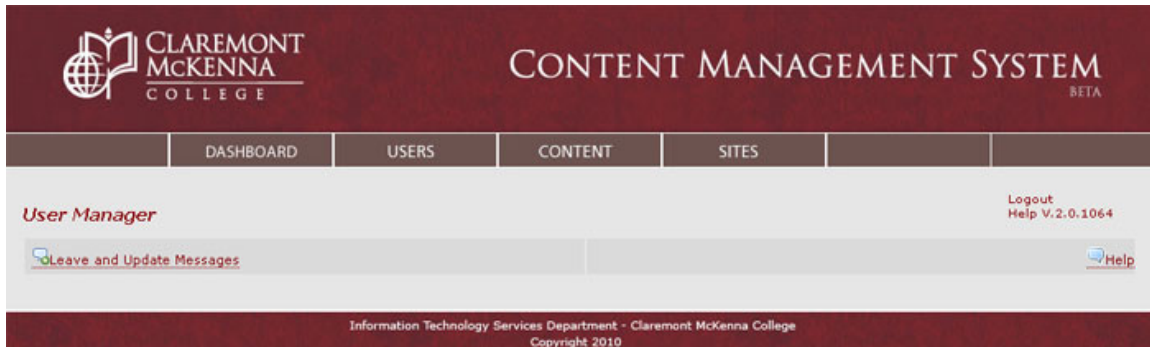 CLAREMONT
MCKENNA
COLLEGE
CONTENT MANAGEMENT SYSTEM
BETA
DASHBOARD USERS CONTENT SITES
Logout
User Manager Help V.2.0.1064
Leave and Update Messages Help
Information Technology Services Department - Claremont McKenna College
Copyright 2010